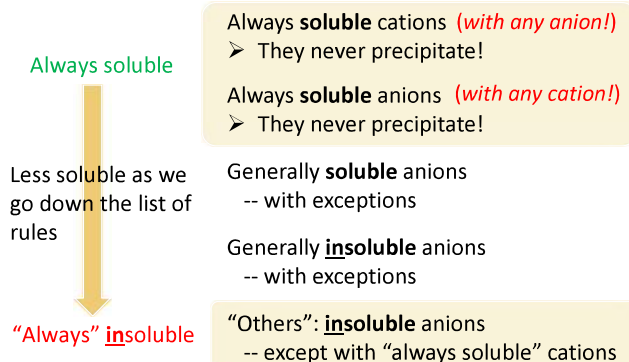 Always soluble cations (with any anion!)
➤ They never precipitate!
Always soluble
Always soluble anions (with any cation!)
➤ They never precipitate!
Less soluble as we
go down the list of
rules
Generally soluble anions
-- with exceptions
Generally insoluble anions
-- with exceptions
“Always” insoluble
“Others”: insoluble anions
-- except with “always soluble” cations